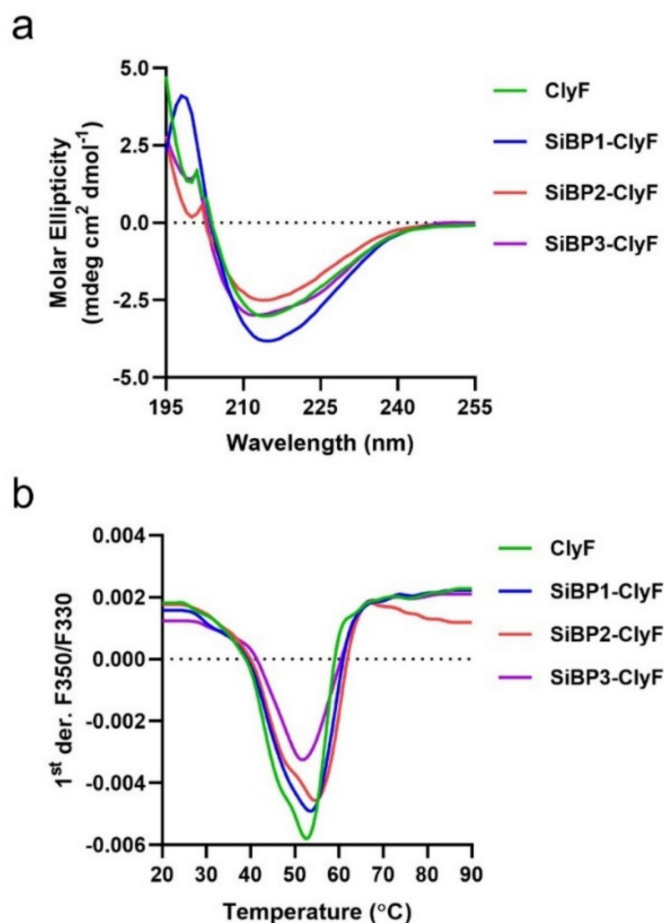 a
Molar Ellipticity
(mdeg cm² dmol⁻¹)
5.0
2.5
0.0
-2.5
-5.0
195
210
225
240
255
Wavelength (nm)
ClyF
SiBP1-ClyF
SiBP2-ClyF
SiBP3-ClyF
b
1ˢᵗ der. F350/F330
0.004
0.002
0.000
-0.002
-0.004
-0.006
20
30
40
50
60
70
80
90
Temperature (°C)
ClyF
SiBP1-ClyF
SiBP2-ClyF
SiBP3-ClyF